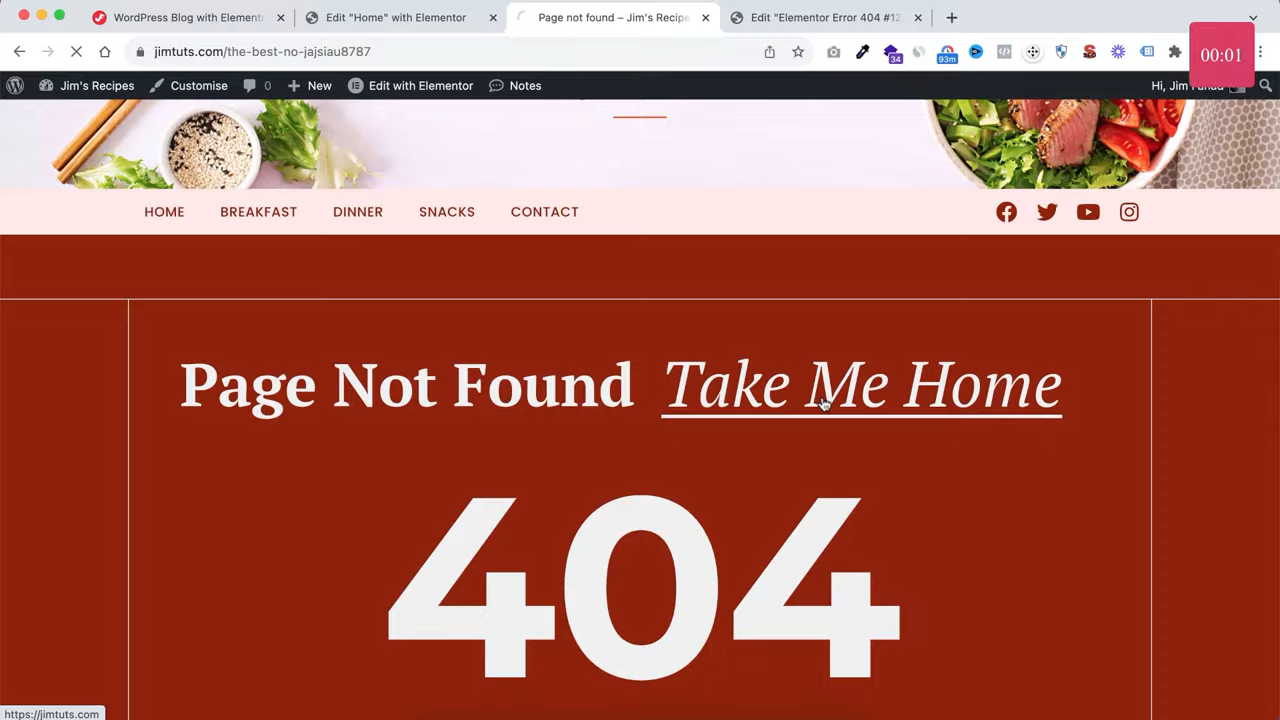 WordPress Blog with Element
Edit "Home" with Elementor
Page not found – Jim's Recipe
Edit "Elementor Error 404 #12
jimtuts.com/the-best-no-jajsiau8787
34
93m
00:01
Jim's Recipes
Customise
0
New
Edit with Elementor
Notes
Hi, Jim
HOME BREAKFAST DINNER SNACKS CONTACT
Page Not Found Take Me Home
404
https://jimtuts.com